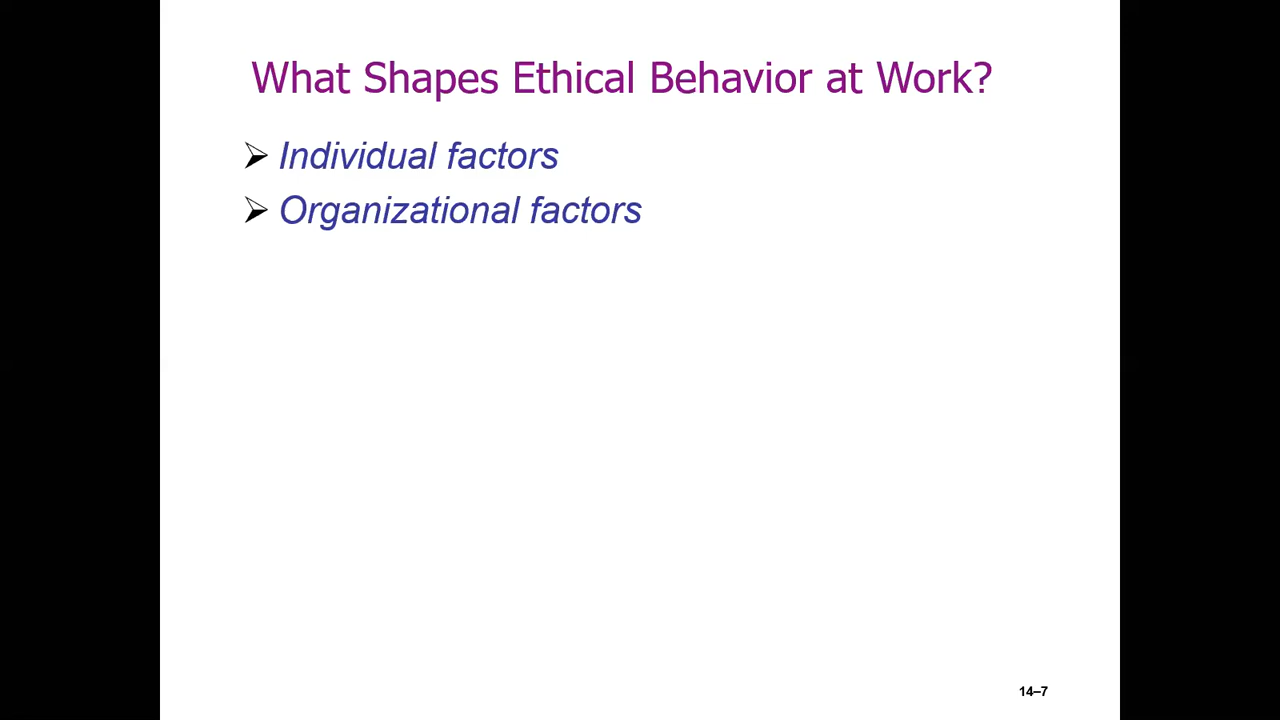 What Shapes Ethical Behavior at Work?
Individual factors
Organizational factors
14–7